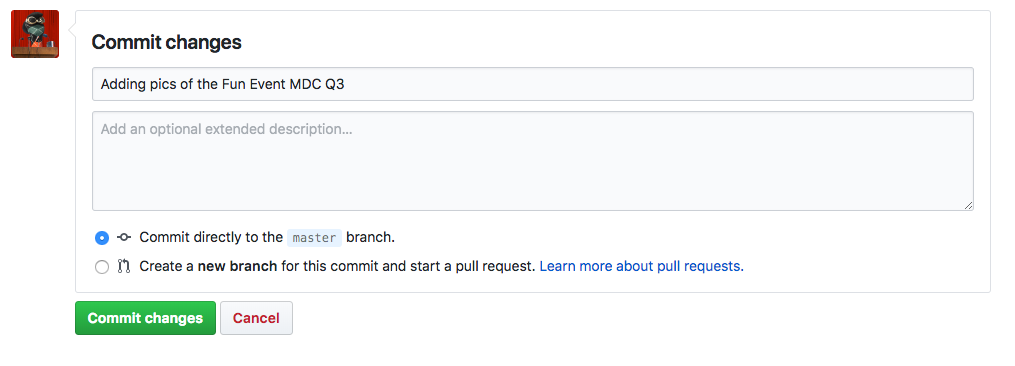 Commit changes
Adding pics of the Fun Event MDC Q3
Add an optional extended description...
Commit directly to the master branch.
Create a new branch for this commit and start a pull request. Learn more about pull requests.
Commit changes Cancel